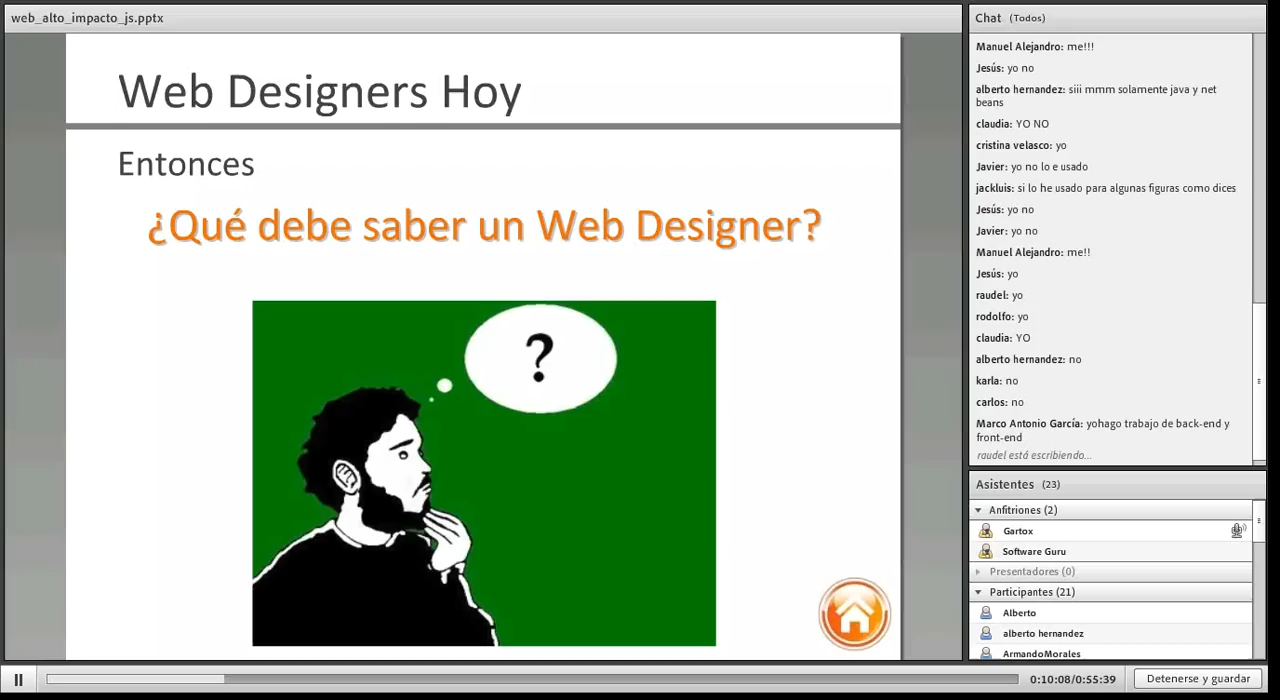 web_alto_impacto_js.pptx
Web Designers Hoy
Entonces
¿Qué debe saber un Web Designer?
?
Chat (Todos)
Manuel Alejandro: me!!!
Jesús: yo no
alberto hernandez: siii mmm solamente java y net
beans
claudia: YO NO
cristina velasco: yo
Javier: yo no lo e usado
jackluis: si lo he usado para algunas figuras como dices
Jesús: yo no
Javier: yo no
Manuel Alejandro: me!!
Jesús: yo
raudel: yo
rodolfo: yo
claudia: YO
alberto hernandez: no
karla: no
carlos: no
Marco Antonio García: yohago trabajo de back-end y
front-end
raudel está escribiendo...
Asistentes (23)
Anfitriones (2)
Gartox
Software Guru
Presentadores (0)
Participantes (21)
Alberto
alberto hernandez
ArmandoMorales
0:10:08/0:55:39
Detenerse y guardar